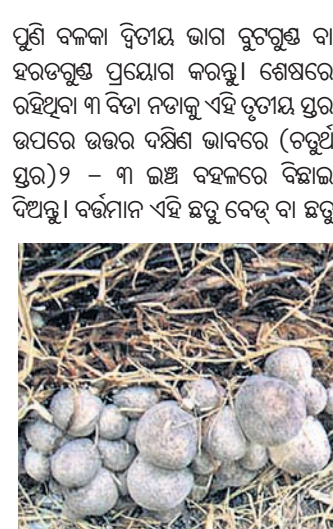 ପୁଣି ବଳକା ଦ୍ୱିତୀୟ ଭାଗ ବୁଟଗୁଣ୍ଡ ବା
ହରଡଗୁଣ୍ଡ ପ୍ରୟୋଗ କରନ୍ତୁ। ଶେଷରେ
ରହିଥିବା ୩ ବିଡା ନଡାକୁ ଏହି ତୃତୀୟ ସ୍ତର
ଉପରେ ଉତ୍ତର ଦକ୍ଷିଣ ଭାବରେ (ଚତୁର୍ଥ
ସ୍ତର)୨ – ୩ ଇଞ୍ଚ ବହଳରେ ବିଛାଇ
ଦିଅନ୍ତୁ। ବର୍ତ୍ତମାନ ଏହି ଛତୁ ବେଡ୍ ବା ଛତୁ